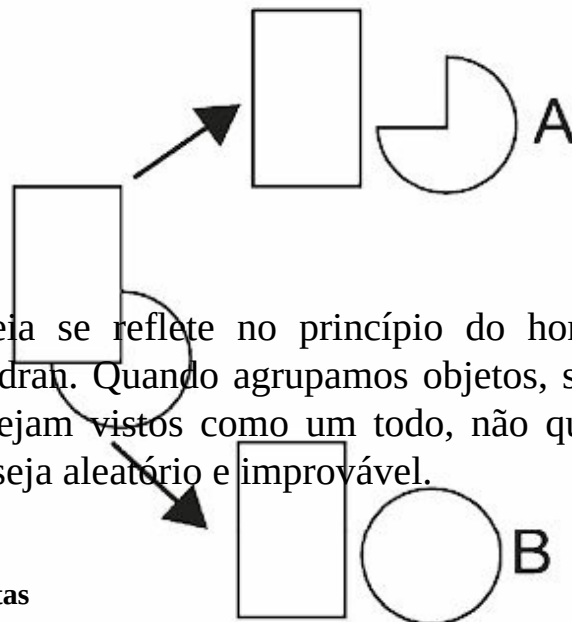 A
eia se reflete no princípio do hor
dran. Quando agrupamos objetos, s
ejam vistos como um todo, não qu
seja aleatório e improvável.
B
tas